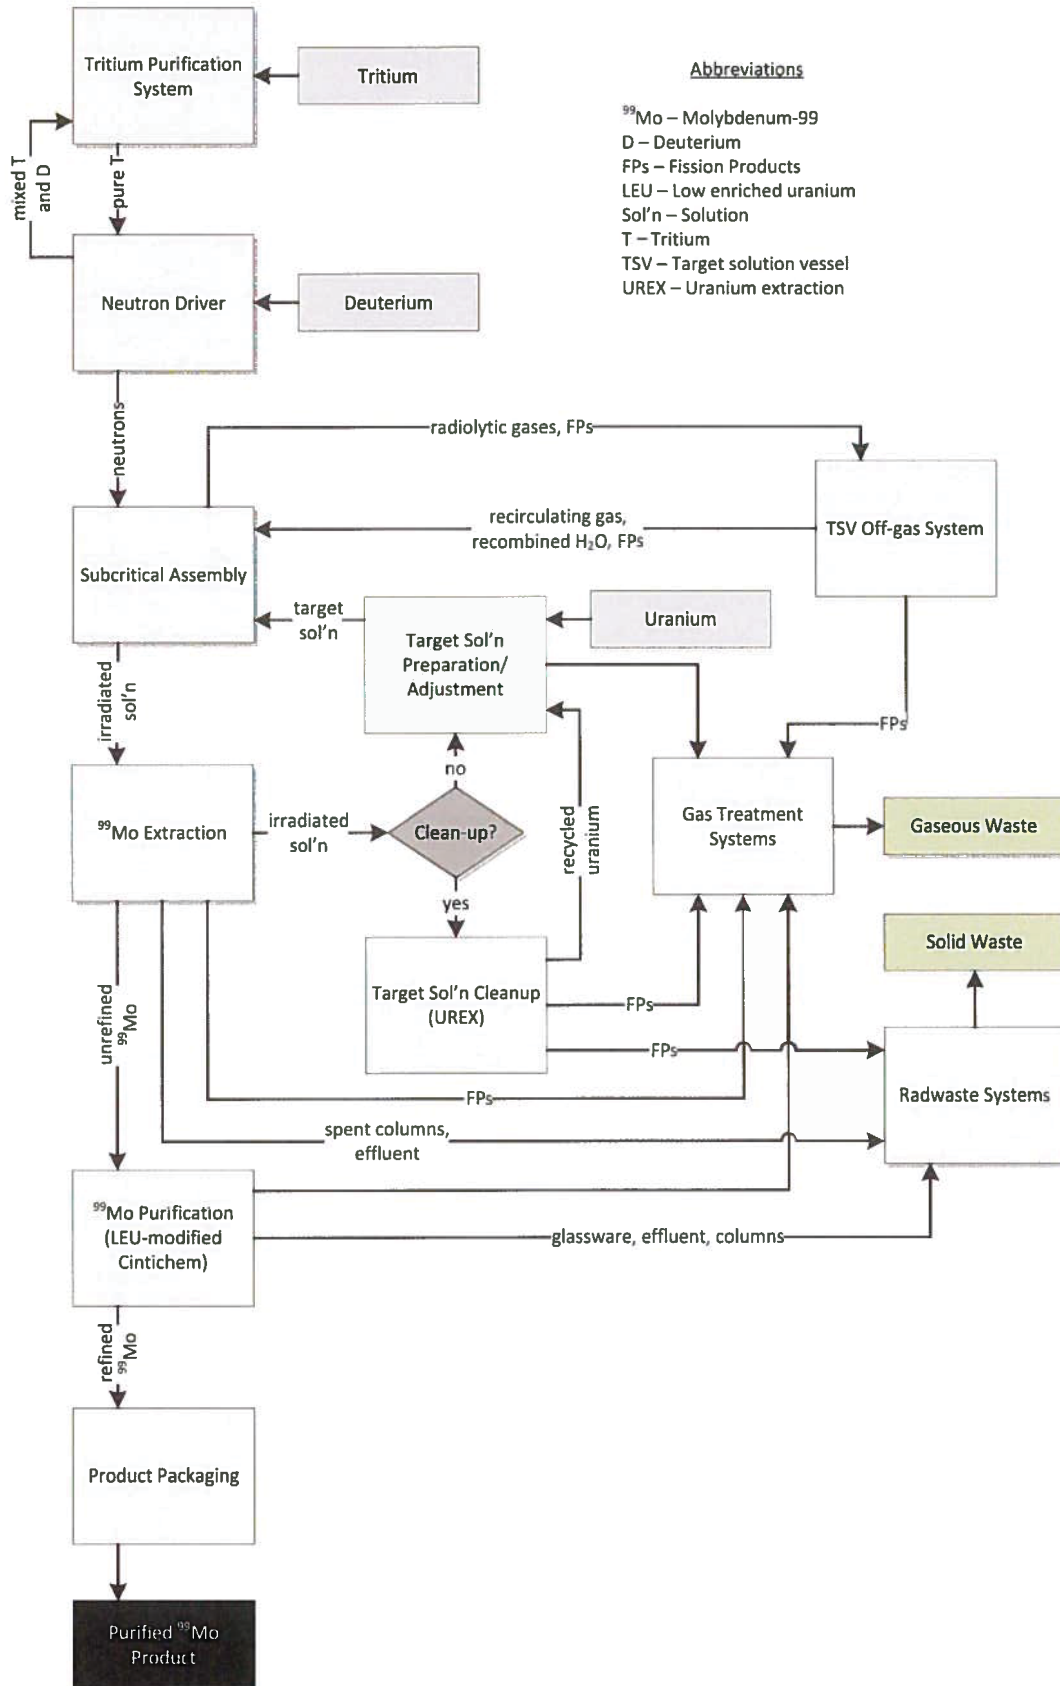 Tritium Purification
System
Tritium
Abbreviations
⁹⁹Mo – Molybdenum-99
D – Deuterium
FPs – Fission Products
LEU – Low enriched uranium
Sol'n – Solution
T – Tritium
TSV – Target solution vessel
UREX – Uranium extraction
mixed T
and D
pure T
Neutron Driver
Deuterium
neutrons
radiolytic gases, FPs
TSV Off-gas System
recirculating gas,
recombined H₂O, FPs
Subcritical Assembly
target
sol'n
Target Sol'n
Preparation/
Adjustment
Uranium
irradiated
sol'n
FPs
no
⁹⁹Mo Extraction
irradiated
sol'n
Clean-up?
recycled
uranium
Gas Treatment
Systems
Gaseous Waste
yes
Solid Waste
Target Sol'n Cleanup
(UREX)
FPs
FPs
unrefined
⁹⁹Mo
FPs
Radwaste Systems
spent columns,
effluent
⁹⁹Mo Purification
(LEU-modified
Cintichem)
glassware, effluent, columns
refined
⁹⁹Mo
Product Packaging
Purified ⁹⁹Mo
Product